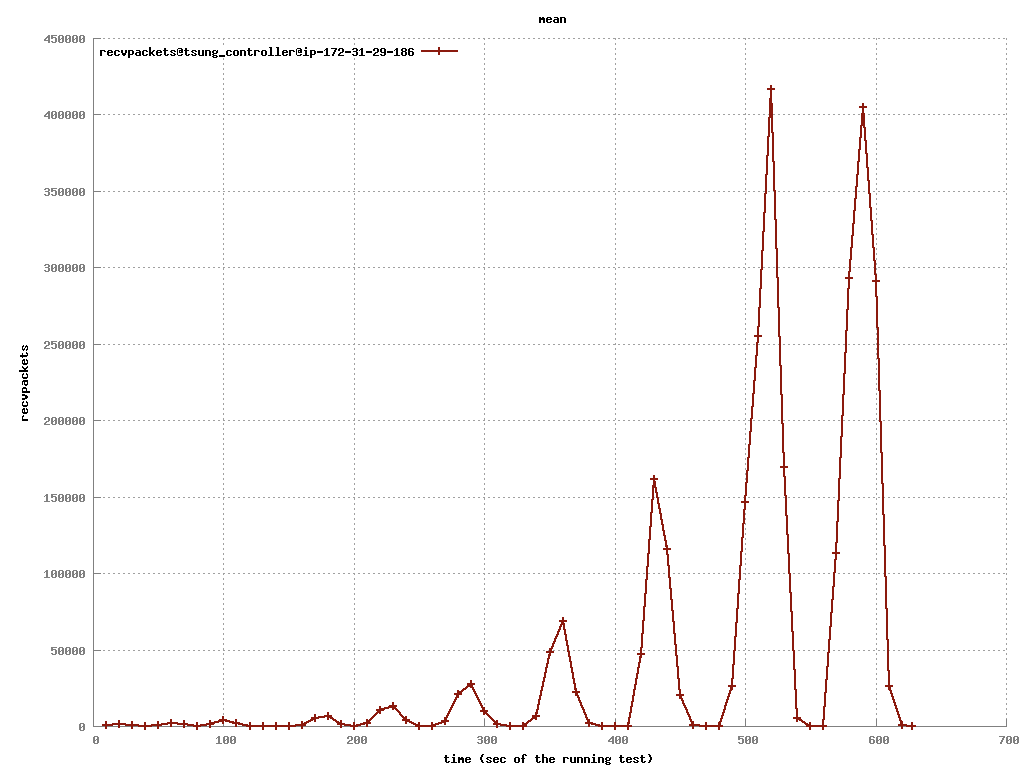 mean
450000
recvpackets@tsung_controller@ip-172-31-29-186
400000
350000
300000
250000
200000
150000
100000
50000
0
recvpackets
0 100 200 300 400 500 600 700
time (sec of the running test)